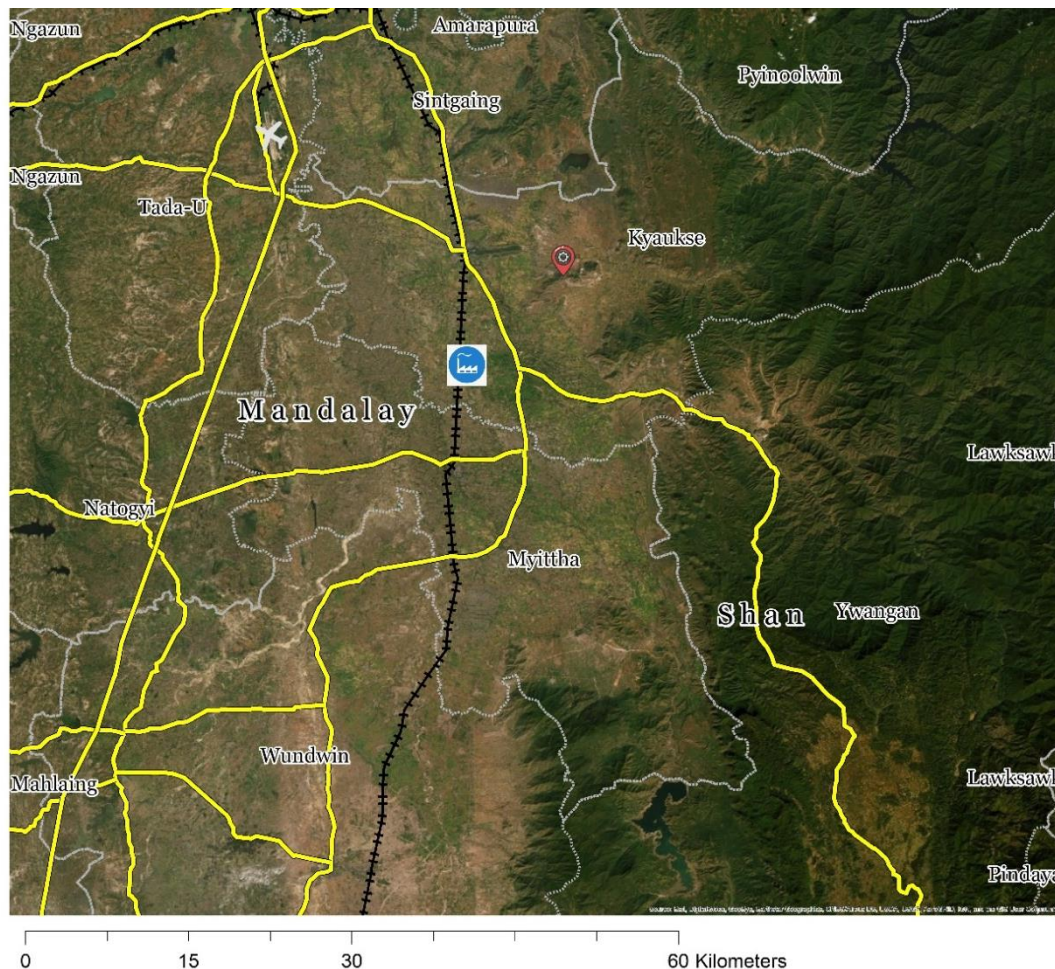 Ngazun
Amarapura
Pyinoolwin
Sintgaing
Ngazun
Tada-U
Kyaukse
Mandalay
Lawksawk
Natogyi
Myittha
Shan
Ywangan
Wundwin
Mahlaing
Lawksawk
Pindaya
0 15 30 60 Kilometers